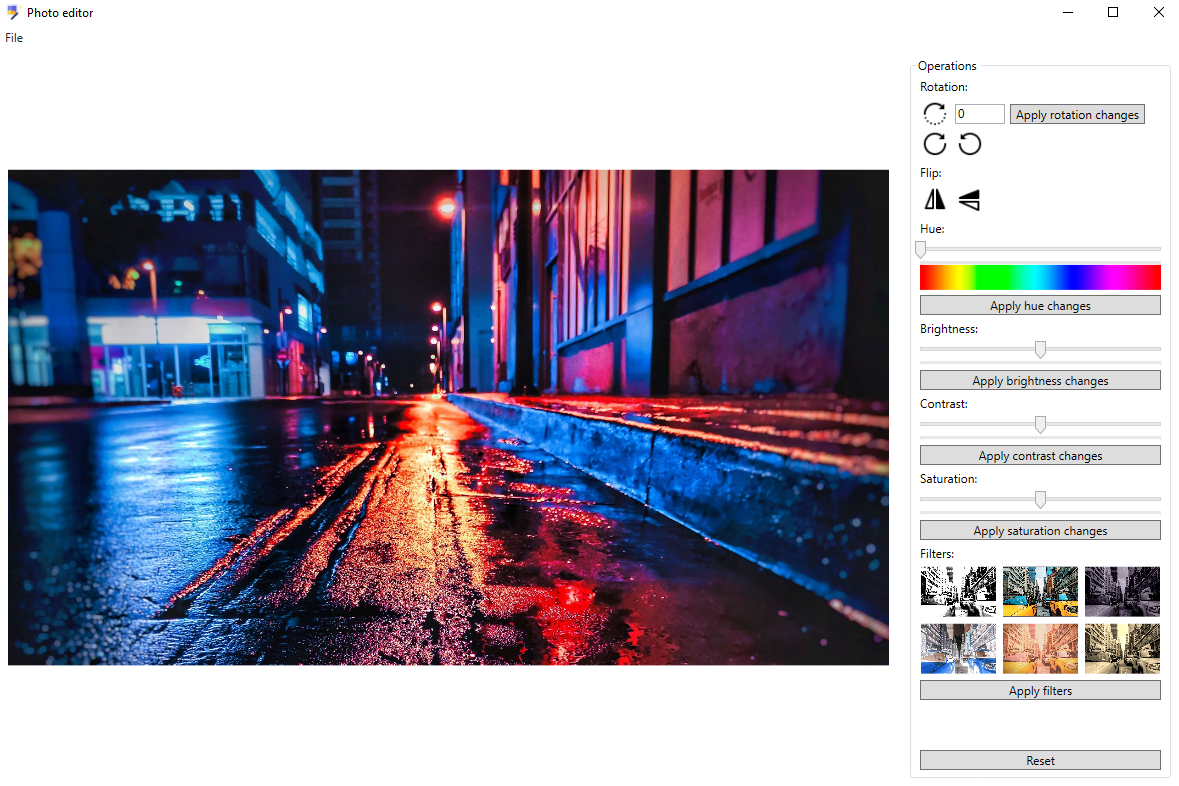 Photo editor
File
Operations
Rotation:
0
Apply rotation changes
Flip:
Hue:
Apply hue changes
Brightness:
Apply brightness changes
Contrast:
Apply contrast changes
Saturation:
Apply saturation changes
Filters:
Apply filters
Reset